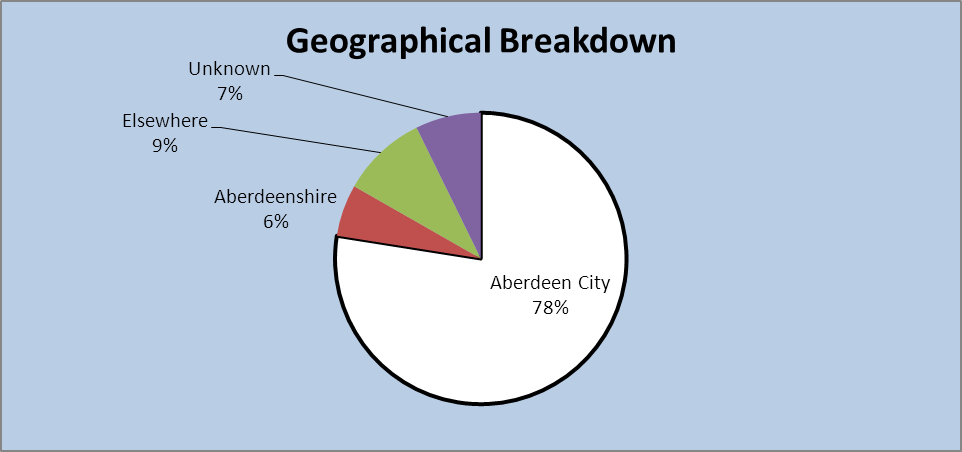 Geographical Breakdown
Unknown
7%
Elsewhere
9%
Aberdeenshire
6%
Aberdeen City
78%